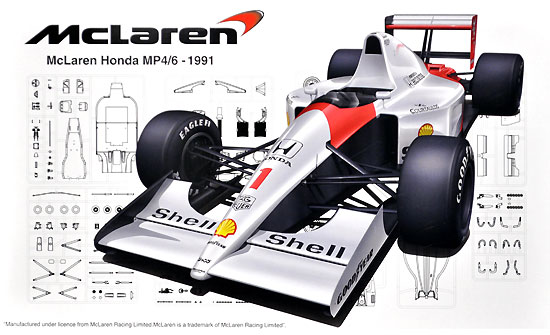 McLaren
McLaren Honda MP4/6 - 1991
Courtaulds
EAGLE
HONDA
1
Shell
Shell
GOODYEAR
GOODYEAR
"Manufactured under licence from McLaren Racing Limited.McLaren is a trademark of McLaren Racing Limited".